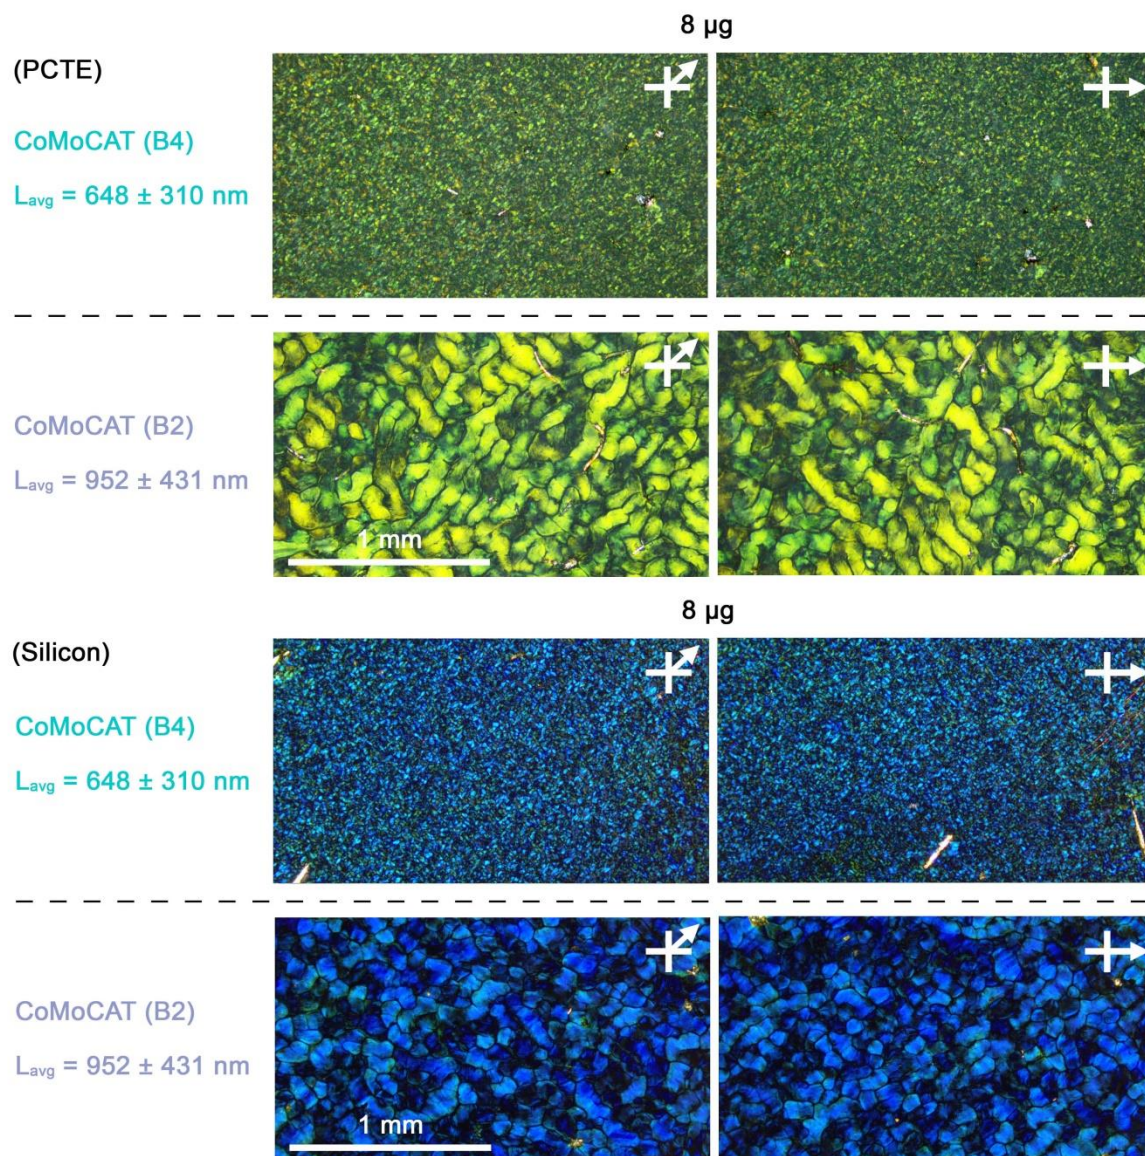 8 µg
(PCTE)
CoMoCAT (B4)
Lavg = 648 ± 310 nm
CoMoCAT (B2)
Lavg = 952 ± 431 nm
1 mm
8 µg
(Silicon)
CoMoCAT (B4)
Lavg = 648 ± 310 nm
CoMoCAT (B2)
Lavg = 952 ± 431 nm
1 mm